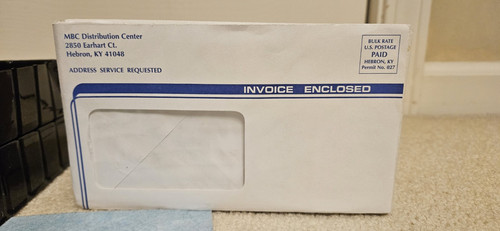 MBC Distribution Center
2850 Earhart Ct.
Hebron, KY 41048
ADDRESS SERVICE REQUESTED
BULK RATE
U.S. POSTAGE
PAID
HEBRON, KY
Permit No. 027
INVOICE ENCLOSED